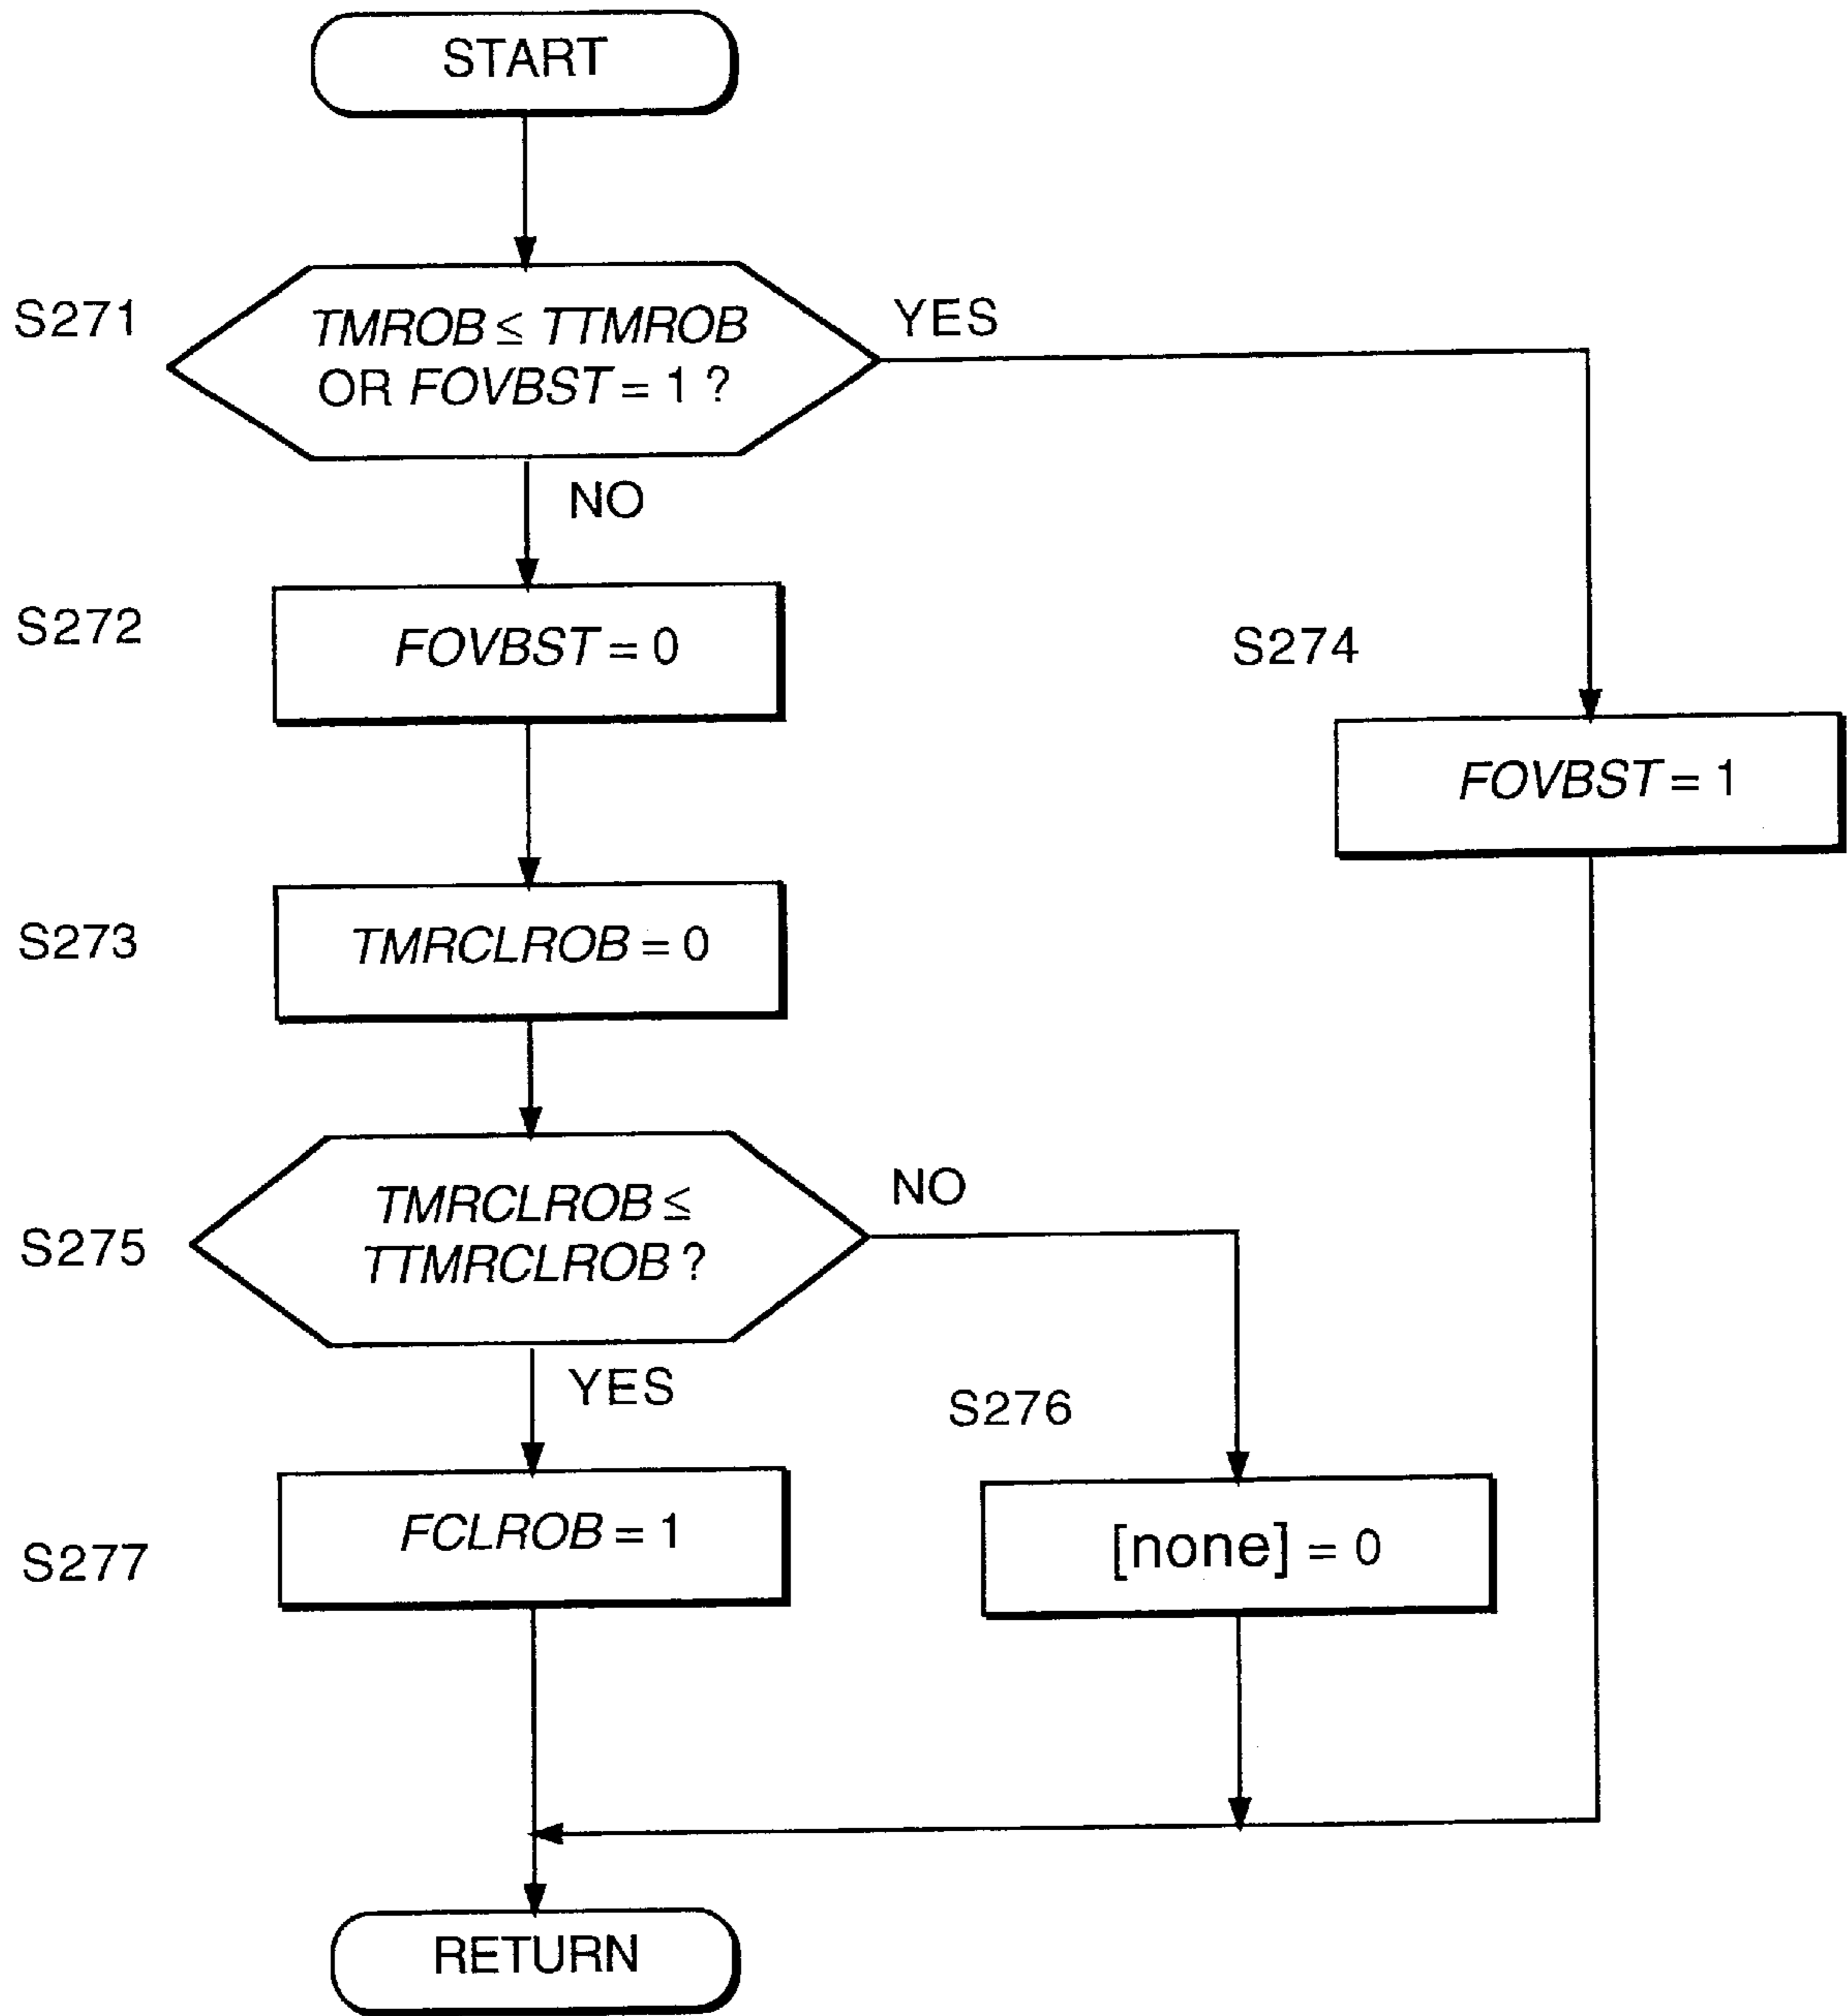 START
S271
TMROB ≤ TTMROB
OR FOVBST = 1 ?
YES
NO
S272
FOVBST = 0
S274
FOVBST = 1
S273
TMRCLROB = 0
S275
TMRCLROB ≤
TTMRCLROB ?
NO
YES
S276
S277
FCLROB = 1
[none] = 0
RETURN